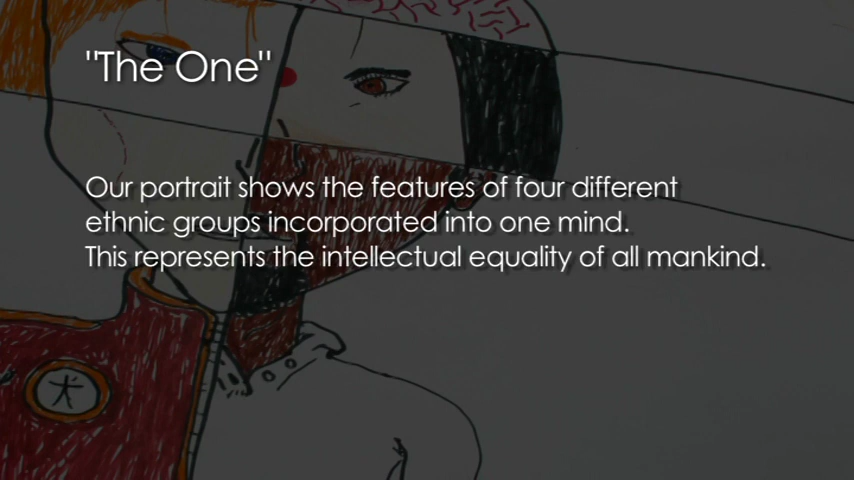 "The One"
Our portrait shows the features of four different
ethnic groups incorporated into one mind.
This represents the intellectual equality of all mankind.